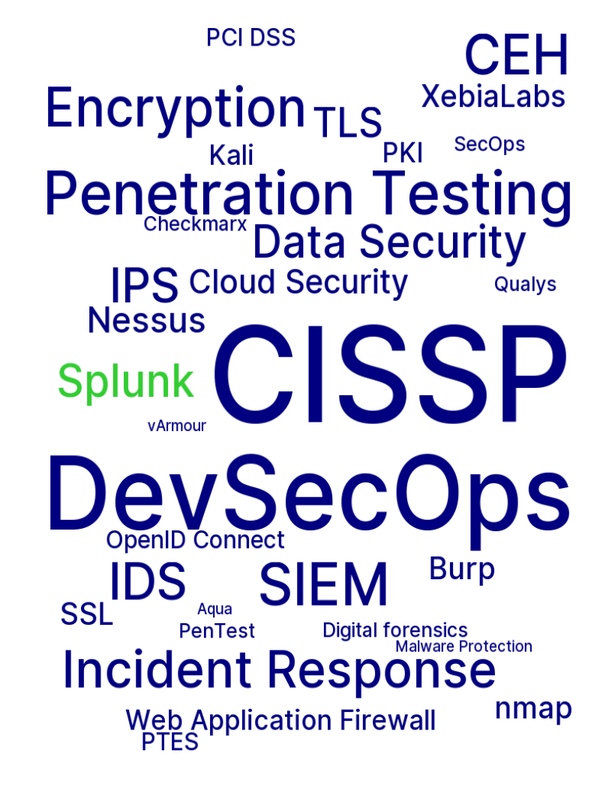 PCI DSS
CEH
XebiaLabs
Encryption
TLS
SecOps
Kali
PKI
Penetration Testing
Checkmarx
Data Security
IPS
Cloud Security
Qualys
Nessus
CISSP
Splunk
vArmour
DevSecOps
OpenID Connect
IDS
SIEM
Burp
SSL
Aqua
PenTest
Digital forensics
Malware Protection
Incident Response
nmap
Web Application Firewall
PTES